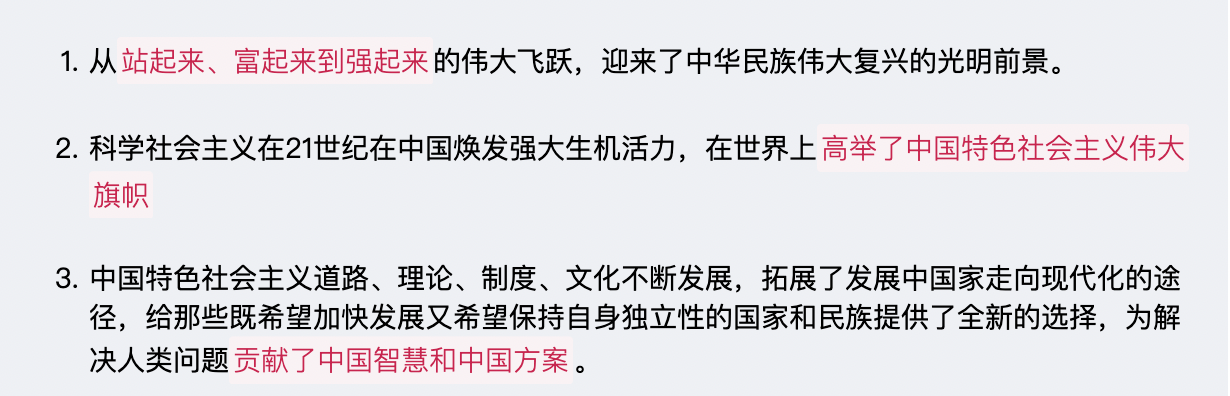 1. 从站起来、富起来到强起来的伟大飞跃，迎来了中华民族伟大复兴的光明前景。
2. 科学社会主义在21世纪在中国焕发强大生机活力，在世界上高举了中国特色社会主义伟大
旗帜
3. 中国特色社会主义道路、理论、制度、文化不断发展，拓展了发展中国家走向现代化的途
径，给那些既希望加快发展又希望保持自身独立性的国家和民族提供了全新的选择，为解
决人类问题贡献了中国智慧和中国方案。